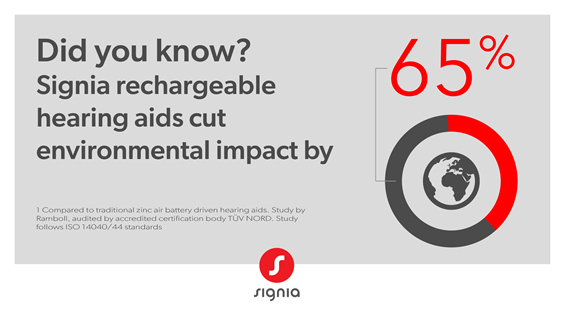 Did you know?
Signia rechargeable
hearing aids cut
environmental impact by
65%
1 Compared to traditional zinc air battery driven hearing aids. Study by
Ramboll, audited by accredited certification body TÜV NORD. Study
follows ISO 14040/44 standards
signia